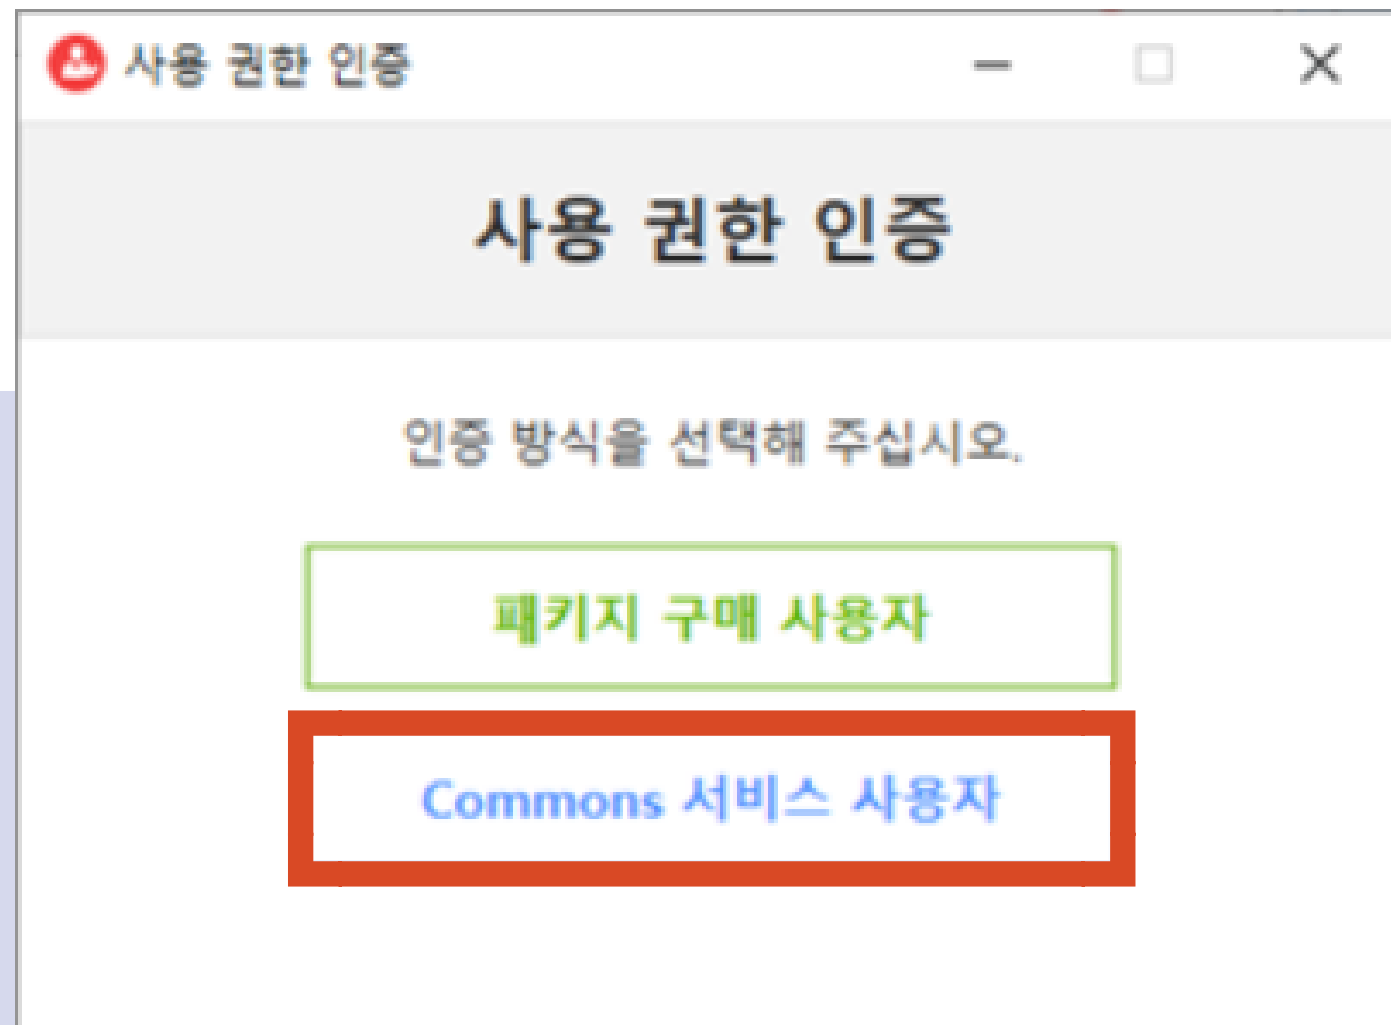 사용 권한 인증
사용 권한 인증
인증 방식을 선택해 주십시오.
패키지 구매 사용자
Commons 서비스 사용자